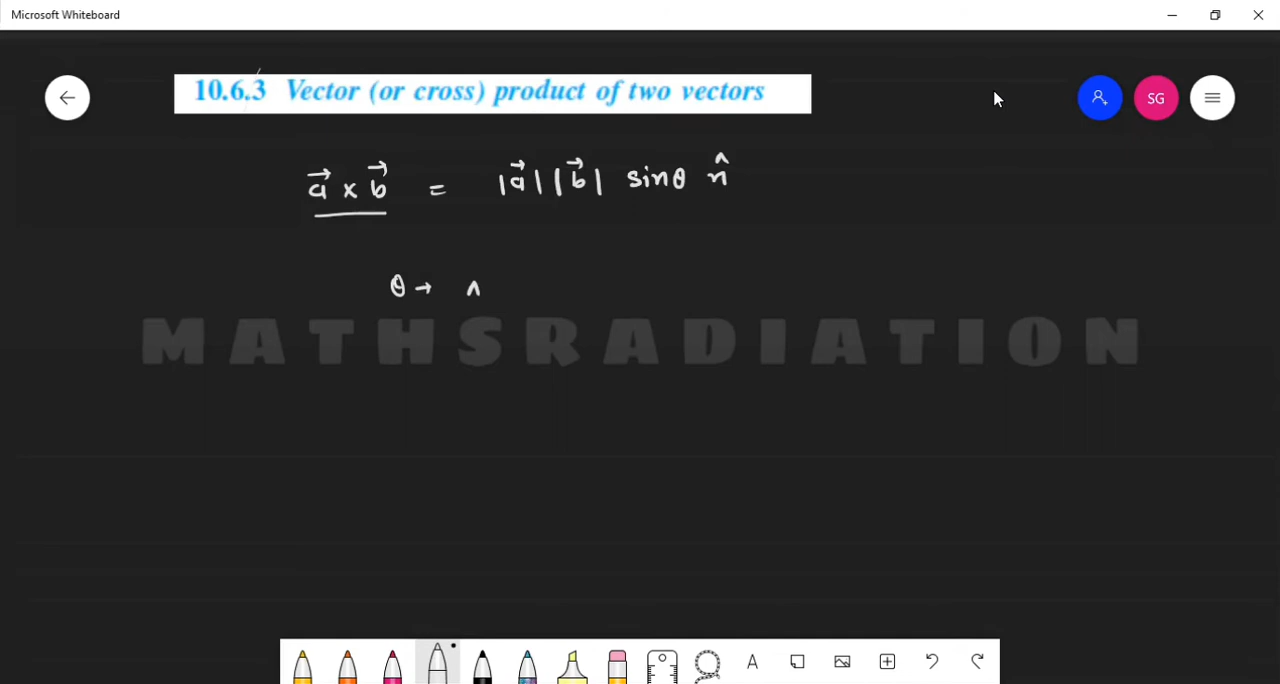 Microsoft Whiteboard
10.6.3 Vector (or cross) product of two vectors
SG
a⃗ × b⃗ = |a⃗| |b⃗| sinθ n̂
θ → ∧
MATHSRADIATION
A